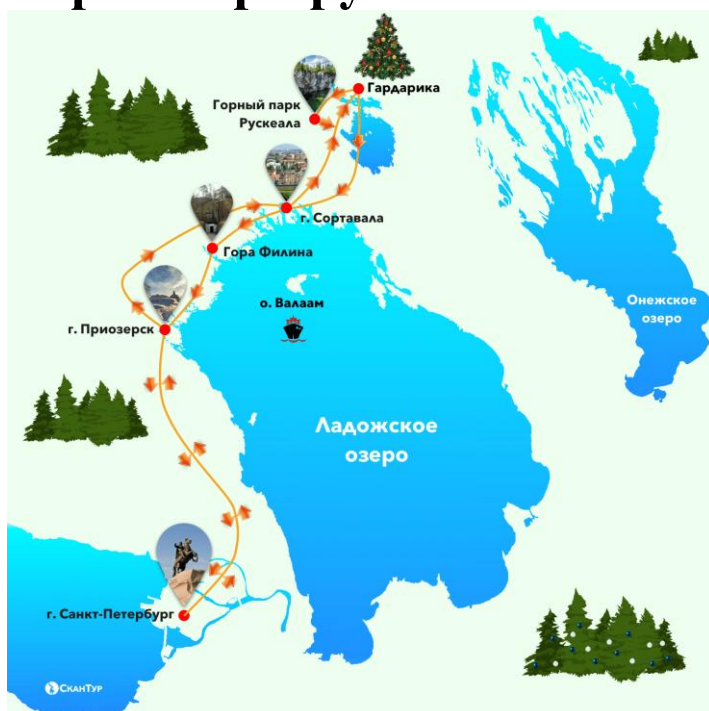 Гардарика
Горный парк
Рускеала
г. Сортавала
Гора Филина
о. Валаам
Онежское
озеро
г. Приозерск
Ладожское
озеро
г. Санкт-Петербург
СканТур